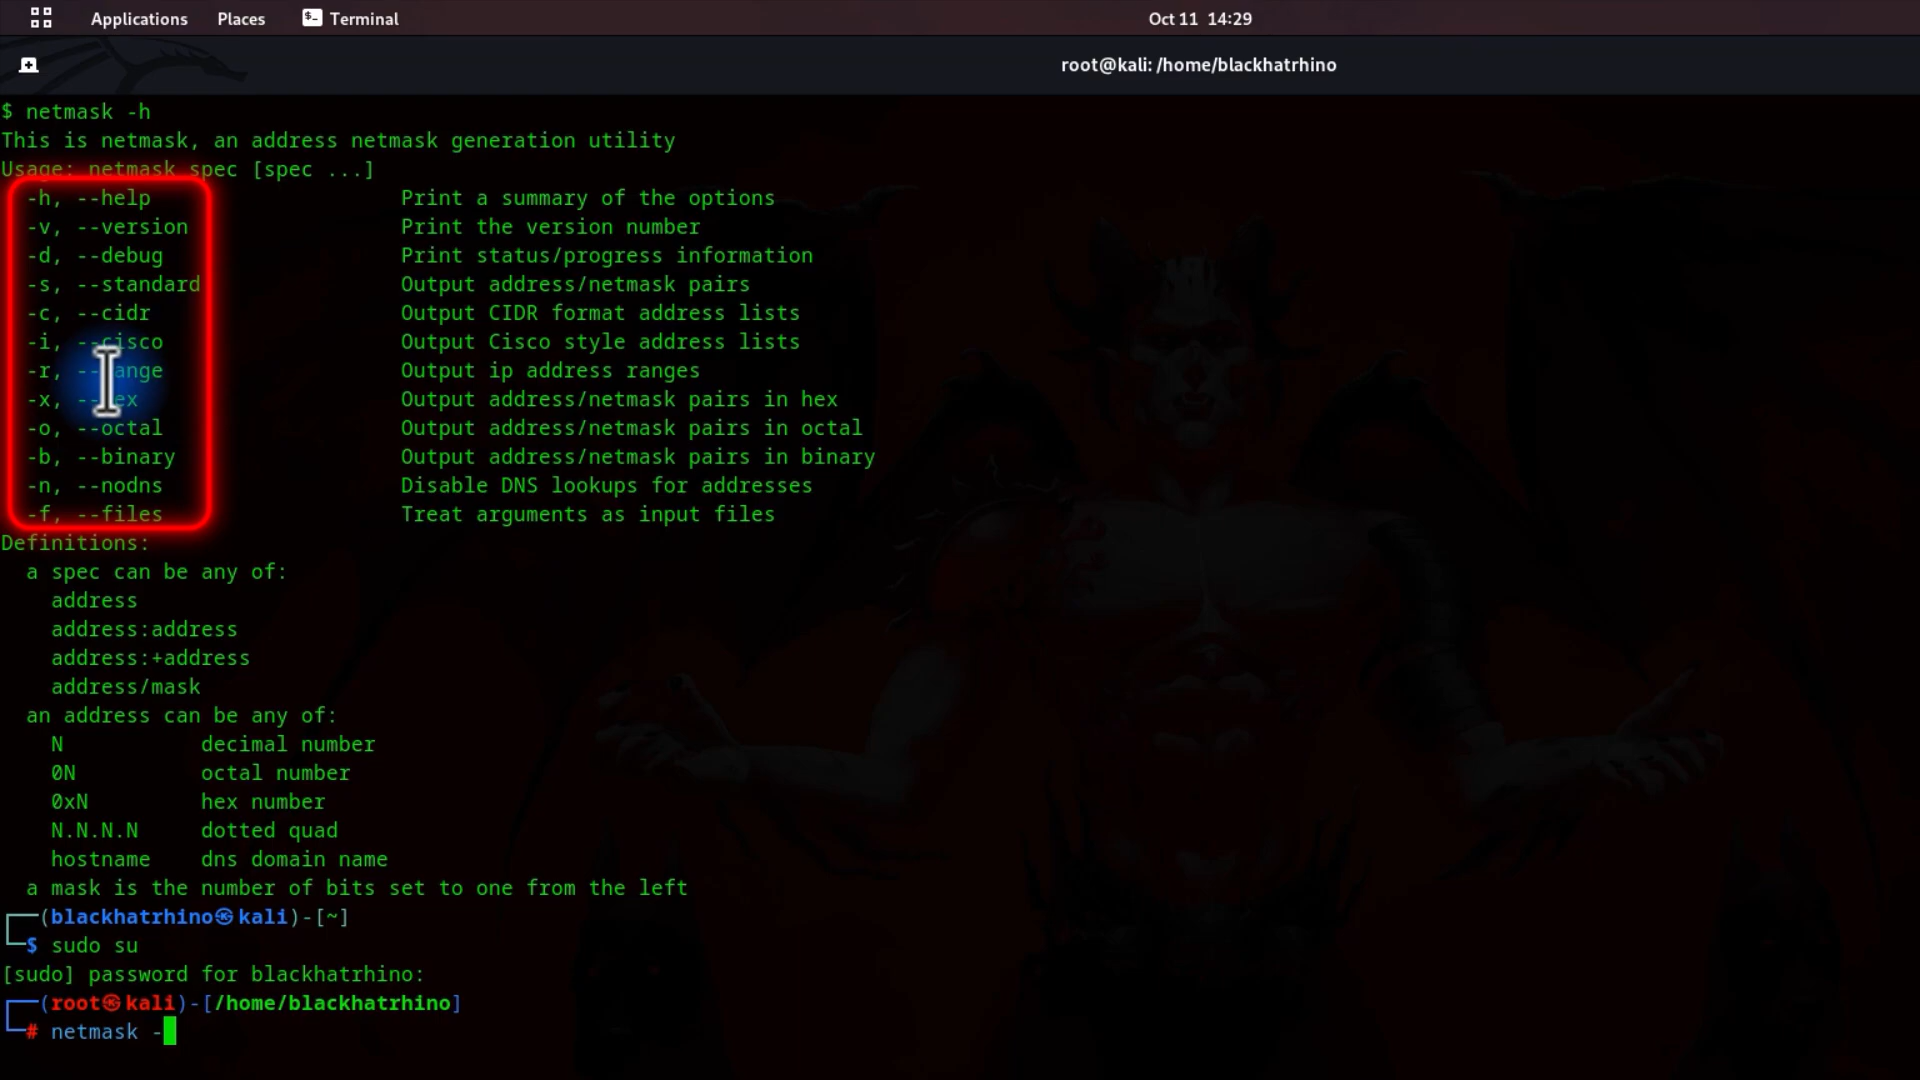 Applications Places Terminal Oct 11 14:29
root@kali: /home/blackhatrhino
$ netmask -h
This is netmask, an address netmask generation utility
Usage: netmask spec [spec ...]
-h, --help Print a summary of the options
-v, --version Print the version number
-d, --debug Print status/progress information
-s, --standard Output address/netmask pairs
-c, --cidr Output CIDR format address lists
-i, --cisco Output Cisco style address lists
-r, --range Output ip address ranges
-x, --hex Output address/netmask pairs in hex
-o, --octal Output address/netmask pairs in octal
-b, --binary Output address/netmask pairs in binary
-n, --nodns Disable DNS lookups for addresses
-f, --files Treat arguments as input files
Definitions:
a spec can be any of:
address
address:address
address:+address
address/mask
an address can be any of:
N decimal number
0N octal number
0xN hex number
N.N.N.N dotted quad
hostname dns domain name
a mask is the number of bits set to one from the left
┌──(blackhatrhino㉿kali)-[~]
└─$ sudo su
[sudo] password for blackhatrhino:
┌──(root㉿kali)-[/home/blackhatrhino]
└─# netmask -